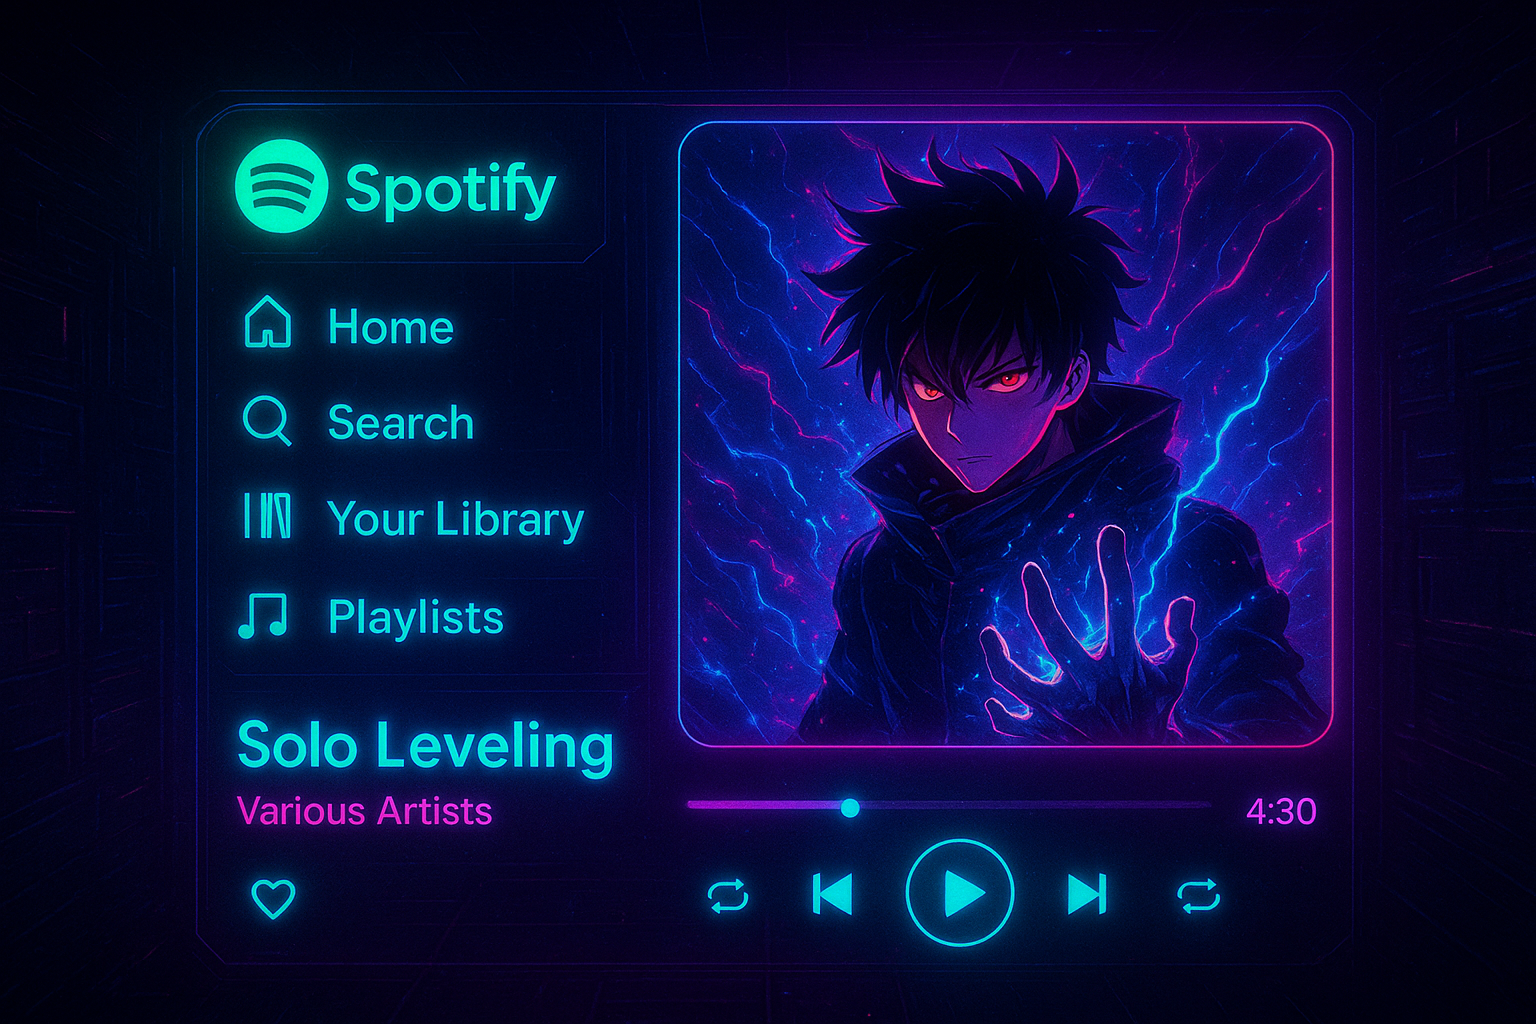 Spotify
Home
Search
Your Library
Playlists
Solo Leveling
Various Artists
4:30